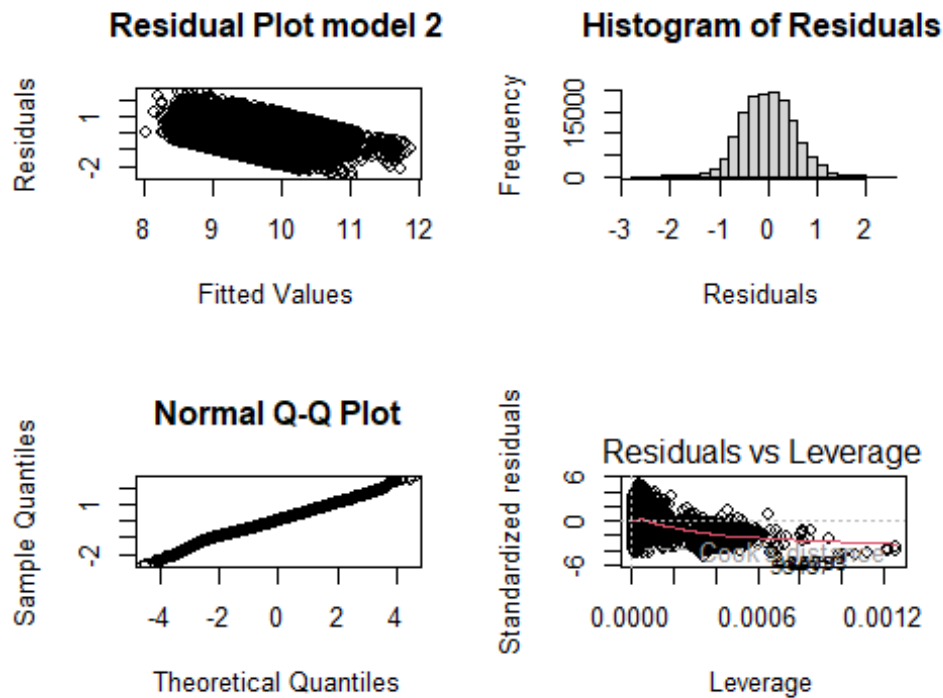 Residual Plot model 2
Residuals
1
-2
8 9 10 11 12
Fitted Values
Histogram of Residuals
Frequency
15000
0
-3 -2 -1 0 1 2
Residuals
Normal Q-Q Plot
Sample Quantiles
1
-2
-4 -2 0 2 4
Theoretical Quantiles
Residuals vs Leverage
Standardized residuals
6
0
-6
Cook's distance
0.0000 0.0006 0.0012
Leverage